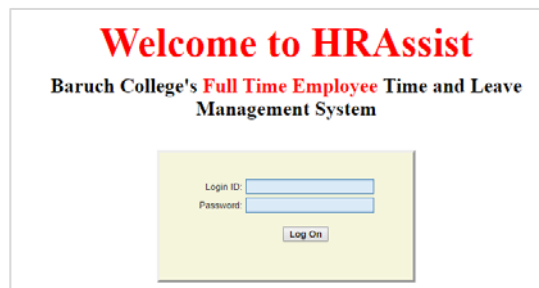 Welcome to HRAssist
Baruch College's Full Time Employee Time and Leave
Management System
Login ID:
Password:
Log On